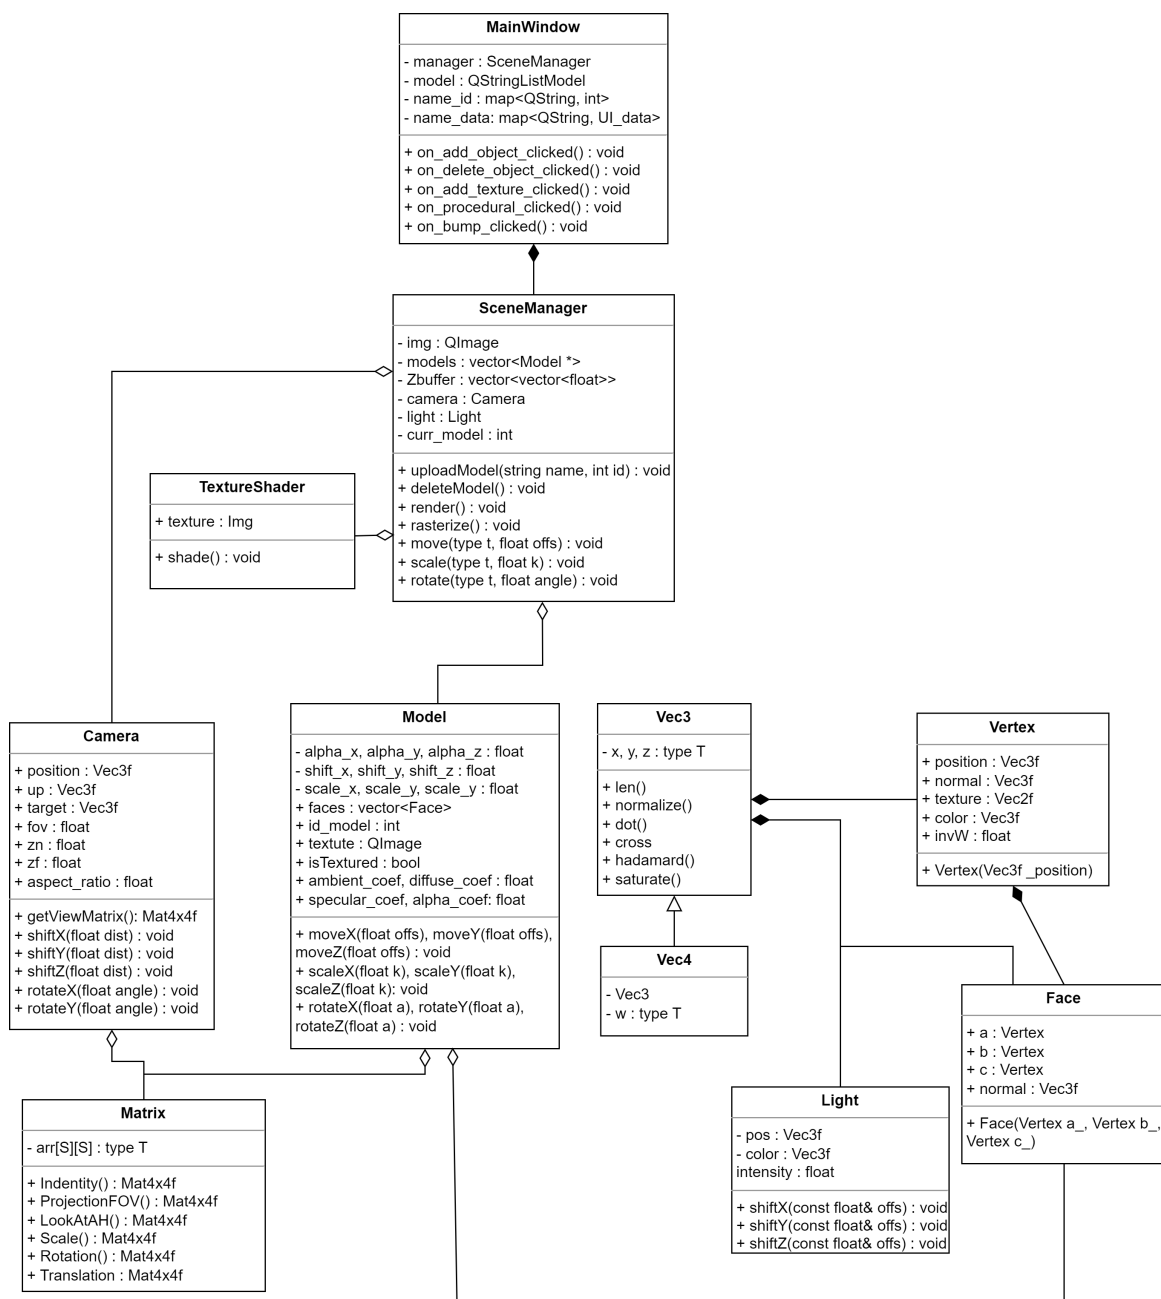 MainWindow
- manager : SceneManager
- model : QStringListModel
- name_id : map<QString, int>
- name_data: map<QString, UI_data>
+ on_add_object_clicked() : void
+ on_delete_object_clicked() : void
+ on_add_texture_clicked() : void
+ on_procedural_clicked() : void
+ on_bump_clicked() : void
SceneManager
- img : QImage
- models : vector<Model *>
- Zbuffer : vector<vector<float>>
- camera : Camera
- light : Light
- curr_model : int
+ uploadModel(string name, int id) : void
+ deleteModel() : void
+ render() : void
+ rasterize() : void
+ move(type t, float offs) : void
+ scale(type t, float k) : void
+ rotate(type t, float angle) : void
TextureShader
+ texture : Img
+ shade() : void
Camera
+ position : Vec3f
+ up : Vec3f
+ target : Vec3f
+ fov : float
+ zn : float
+ zf : float
+ aspect_ratio : float
+ getViewMatrix(): Mat4x4f
+ shiftX(float dist) : void
+ shiftY(float dist) : void
+ shiftZ(float dist) : void
+ rotateX(float angle) : void
+ rotateY(float angle) : void
Model
- alpha_x, alpha_y, alpha_z : float
- shift_x, shift_y, shift_z : float
- scale_x, scale_y, scale_y : float
+ faces : vector<Face>
+ id_model : int
+ textute : QImage
+ isTextured : bool
+ ambient_coef, diffuse_coef : float
+ specular_coef, alpha_coef: float
+ moveX(float offs), moveY(float offs),
moveZ(float offs) : void
+ scaleX(float k), scaleY(float k),
scaleZ(float k): void
+ rotateX(float a), rotateY(float a),
rotateZ(float a) : void
Vec3
- x, y, z : type T
+ len()
+ normalize()
+ dot()
+ cross
+ hadamard()
+ saturate()
Vertex
+ position : Vec3f
+ normal : Vec3f
+ texture : Vec2f
+ color : Vec3f
+ invW : float
+ Vertex(Vec3f _position)
Vec4
- Vec3
- w : type T
Face
+ a : Vertex
+ b : Vertex
+ c : Vertex
+ normal : Vec3f
+ Face(Vertex a_, Vertex b_,
Vertex c_)
Matrix
- arr[S][S] : type T
+ Indentity() : Mat4x4f
+ ProjectionFOV() : Mat4x4f
+ LookAtAH() : Mat4x4f
+ Scale() : Mat4x4f
+ Rotation() : Mat4x4f
+ Translation : Mat4x4f
Light
- pos : Vec3f
- color : Vec3f
intensity : float
+ shiftX(const float& offs) : void
+ shiftY(const float& offs) : void
+ shiftZ(const float& offs) : void